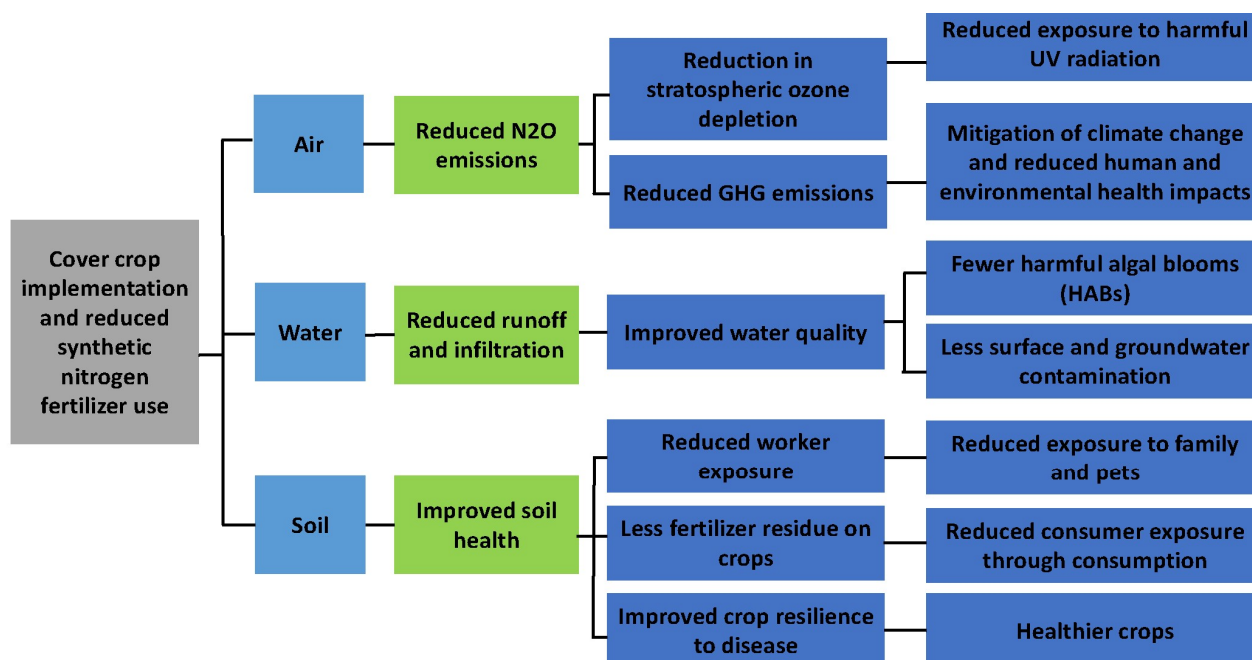 Cover crop
implementation
and reduced
synthetic
nitrogen
fertilizer use
Air
Reduced N2O
emissions
Reduction in
stratospheric ozone
depletion
Reduced exposure to harmful
UV radiation
Reduced GHG emissions
Mitigation of climate change
and reduced human and
environmental health impacts
Water
Reduced runoff
and infiltration
Improved water quality
Fewer harmful algal blooms
(HABs)
Less surface and groundwater
contamination
Soil
Improved soil
health
Reduced worker
exposure
Reduced exposure to family
and pets
Less fertilizer residue on
crops
Reduced consumer exposure
through consumption
Improved crop resilience
to disease
Healthier crops